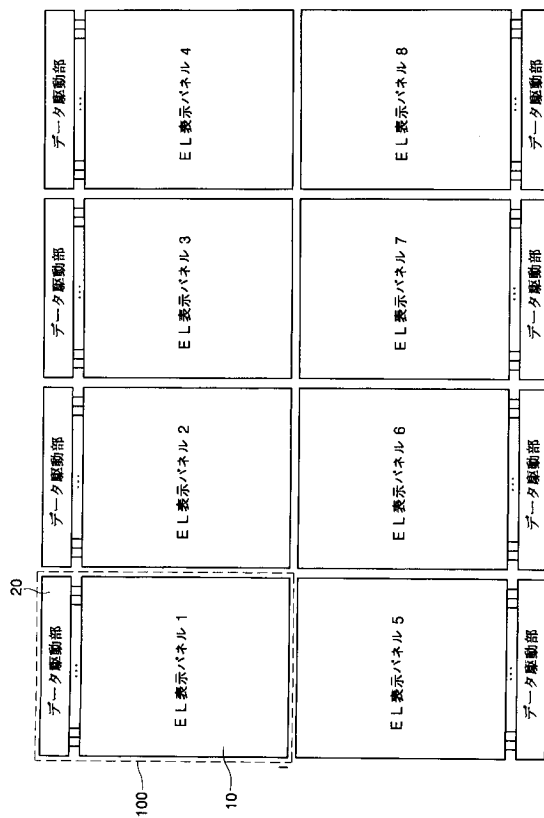 データ駆動部
データ駆動部
データ駆動部
データ駆動部
20
…
…
…
…
EL表示パネル 1
EL表示パネル 2
EL表示パネル 3
EL表示パネル 4
100
10
EL表示パネル 5
EL表示パネル 6
EL表示パネル 7
EL表示パネル 8
…
…
…
…
データ駆動部
データ駆動部
データ駆動部
データ駆動部